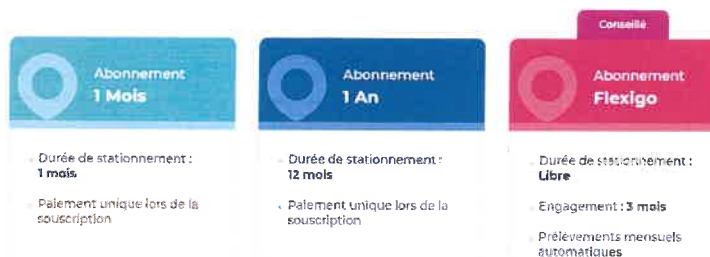 Conseillé
Abonnement
1 Mois
Durée de stationnement :
1 mois
Paiement unique lors de la
souscription
Abonnement
1 An
Durée de stationnement :
12 mois
Paiement unique lors de la
souscription
Abonnement
Flexigo
Durée de stationnement :
Libre
Engagement : 3 mois
Prélèvements mensuels
automatiques